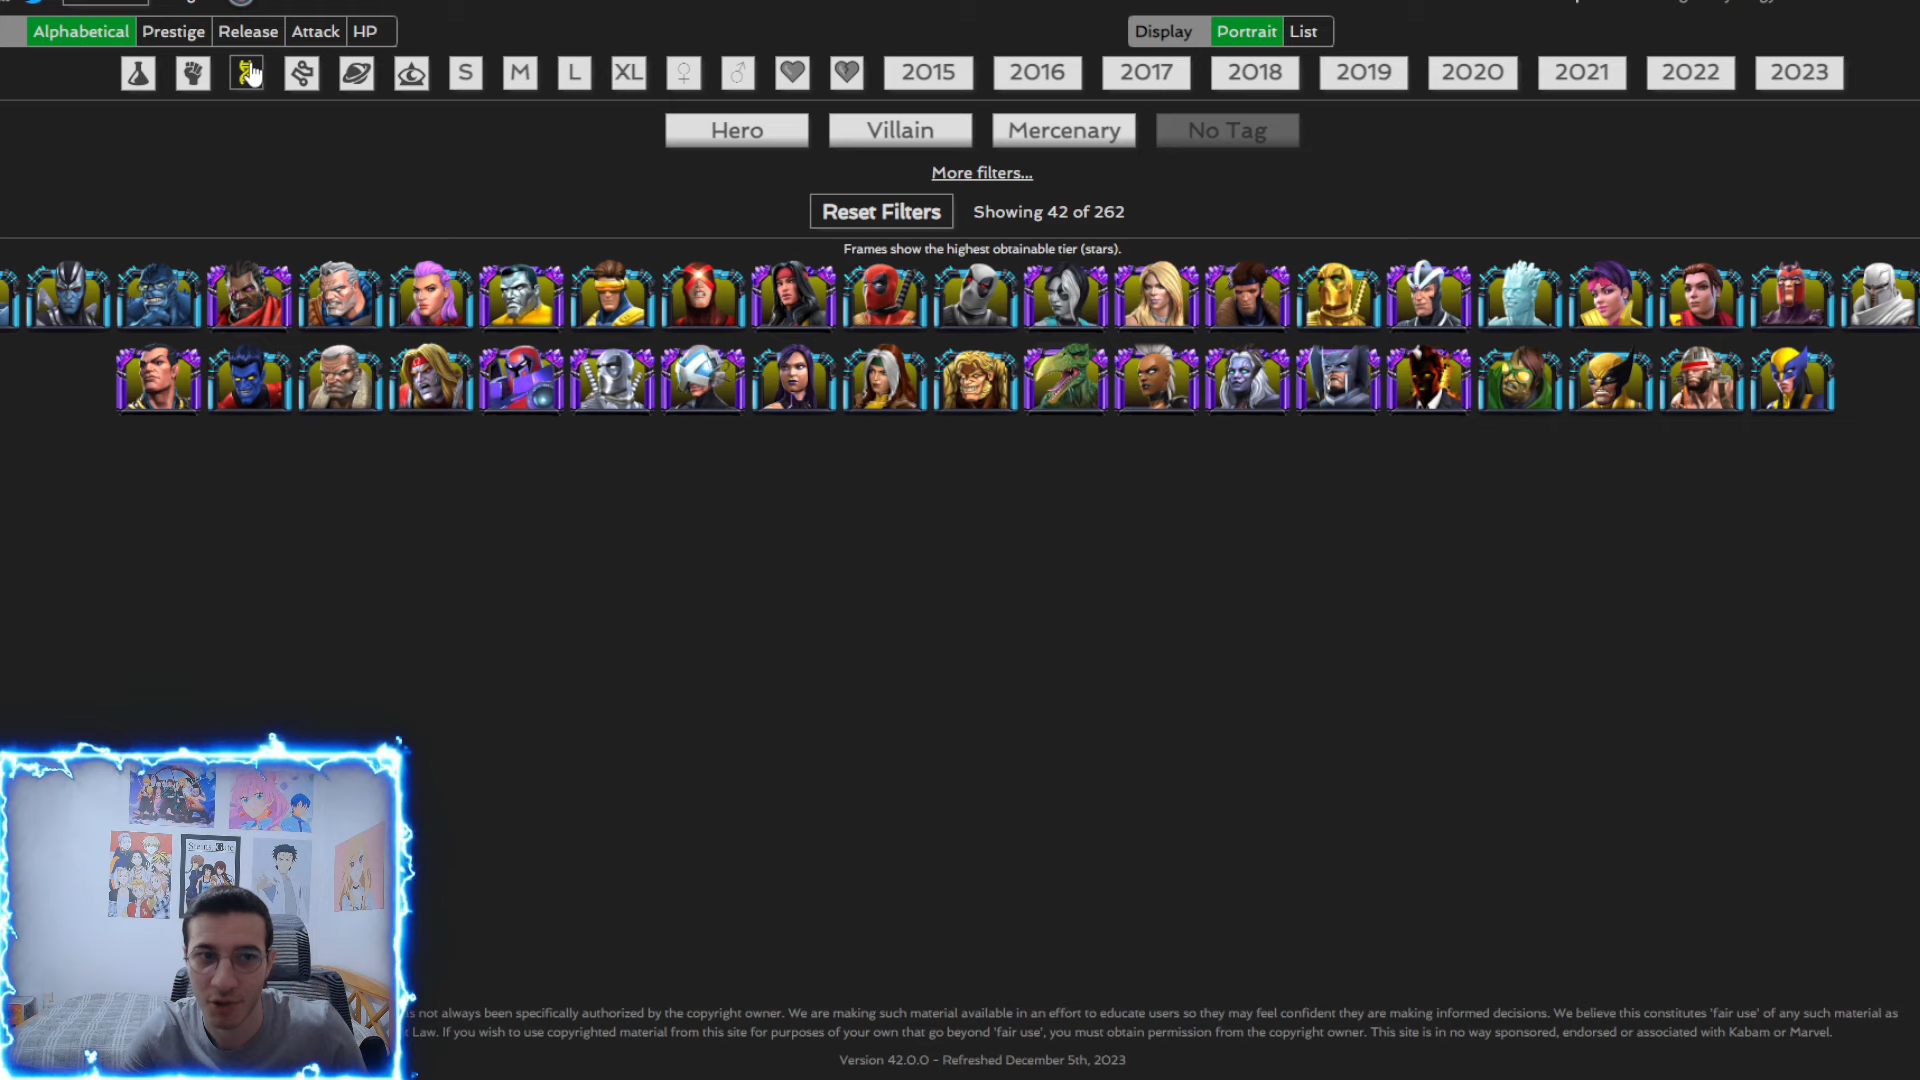 Alphabetical Prestige Release Attack HP Display Portrait List
S M L XL 2015 2016 2017 2018 2019 2020 2021 2022 2023
Hero Villain Mercenary No Tag
More filters...
Reset Filters Showing 42 of 262
Frames show the highest obtainable tier (stars).
s not always been specifically authorized by the copyright owner. We are making such material available in an effort to educate users so they may feel confident they are making informed decisions. We believe this constitutes 'fair use' of any such material as
t Law. If you wish to use copyrighted material from this site for purposes of your own that go beyond 'fair use', you must obtain permission from the copyright owner. This site is in no way sponsored, endorsed or associated with Kabam or Marvel.
Version 42.0.0 - Refreshed December 5th, 2023